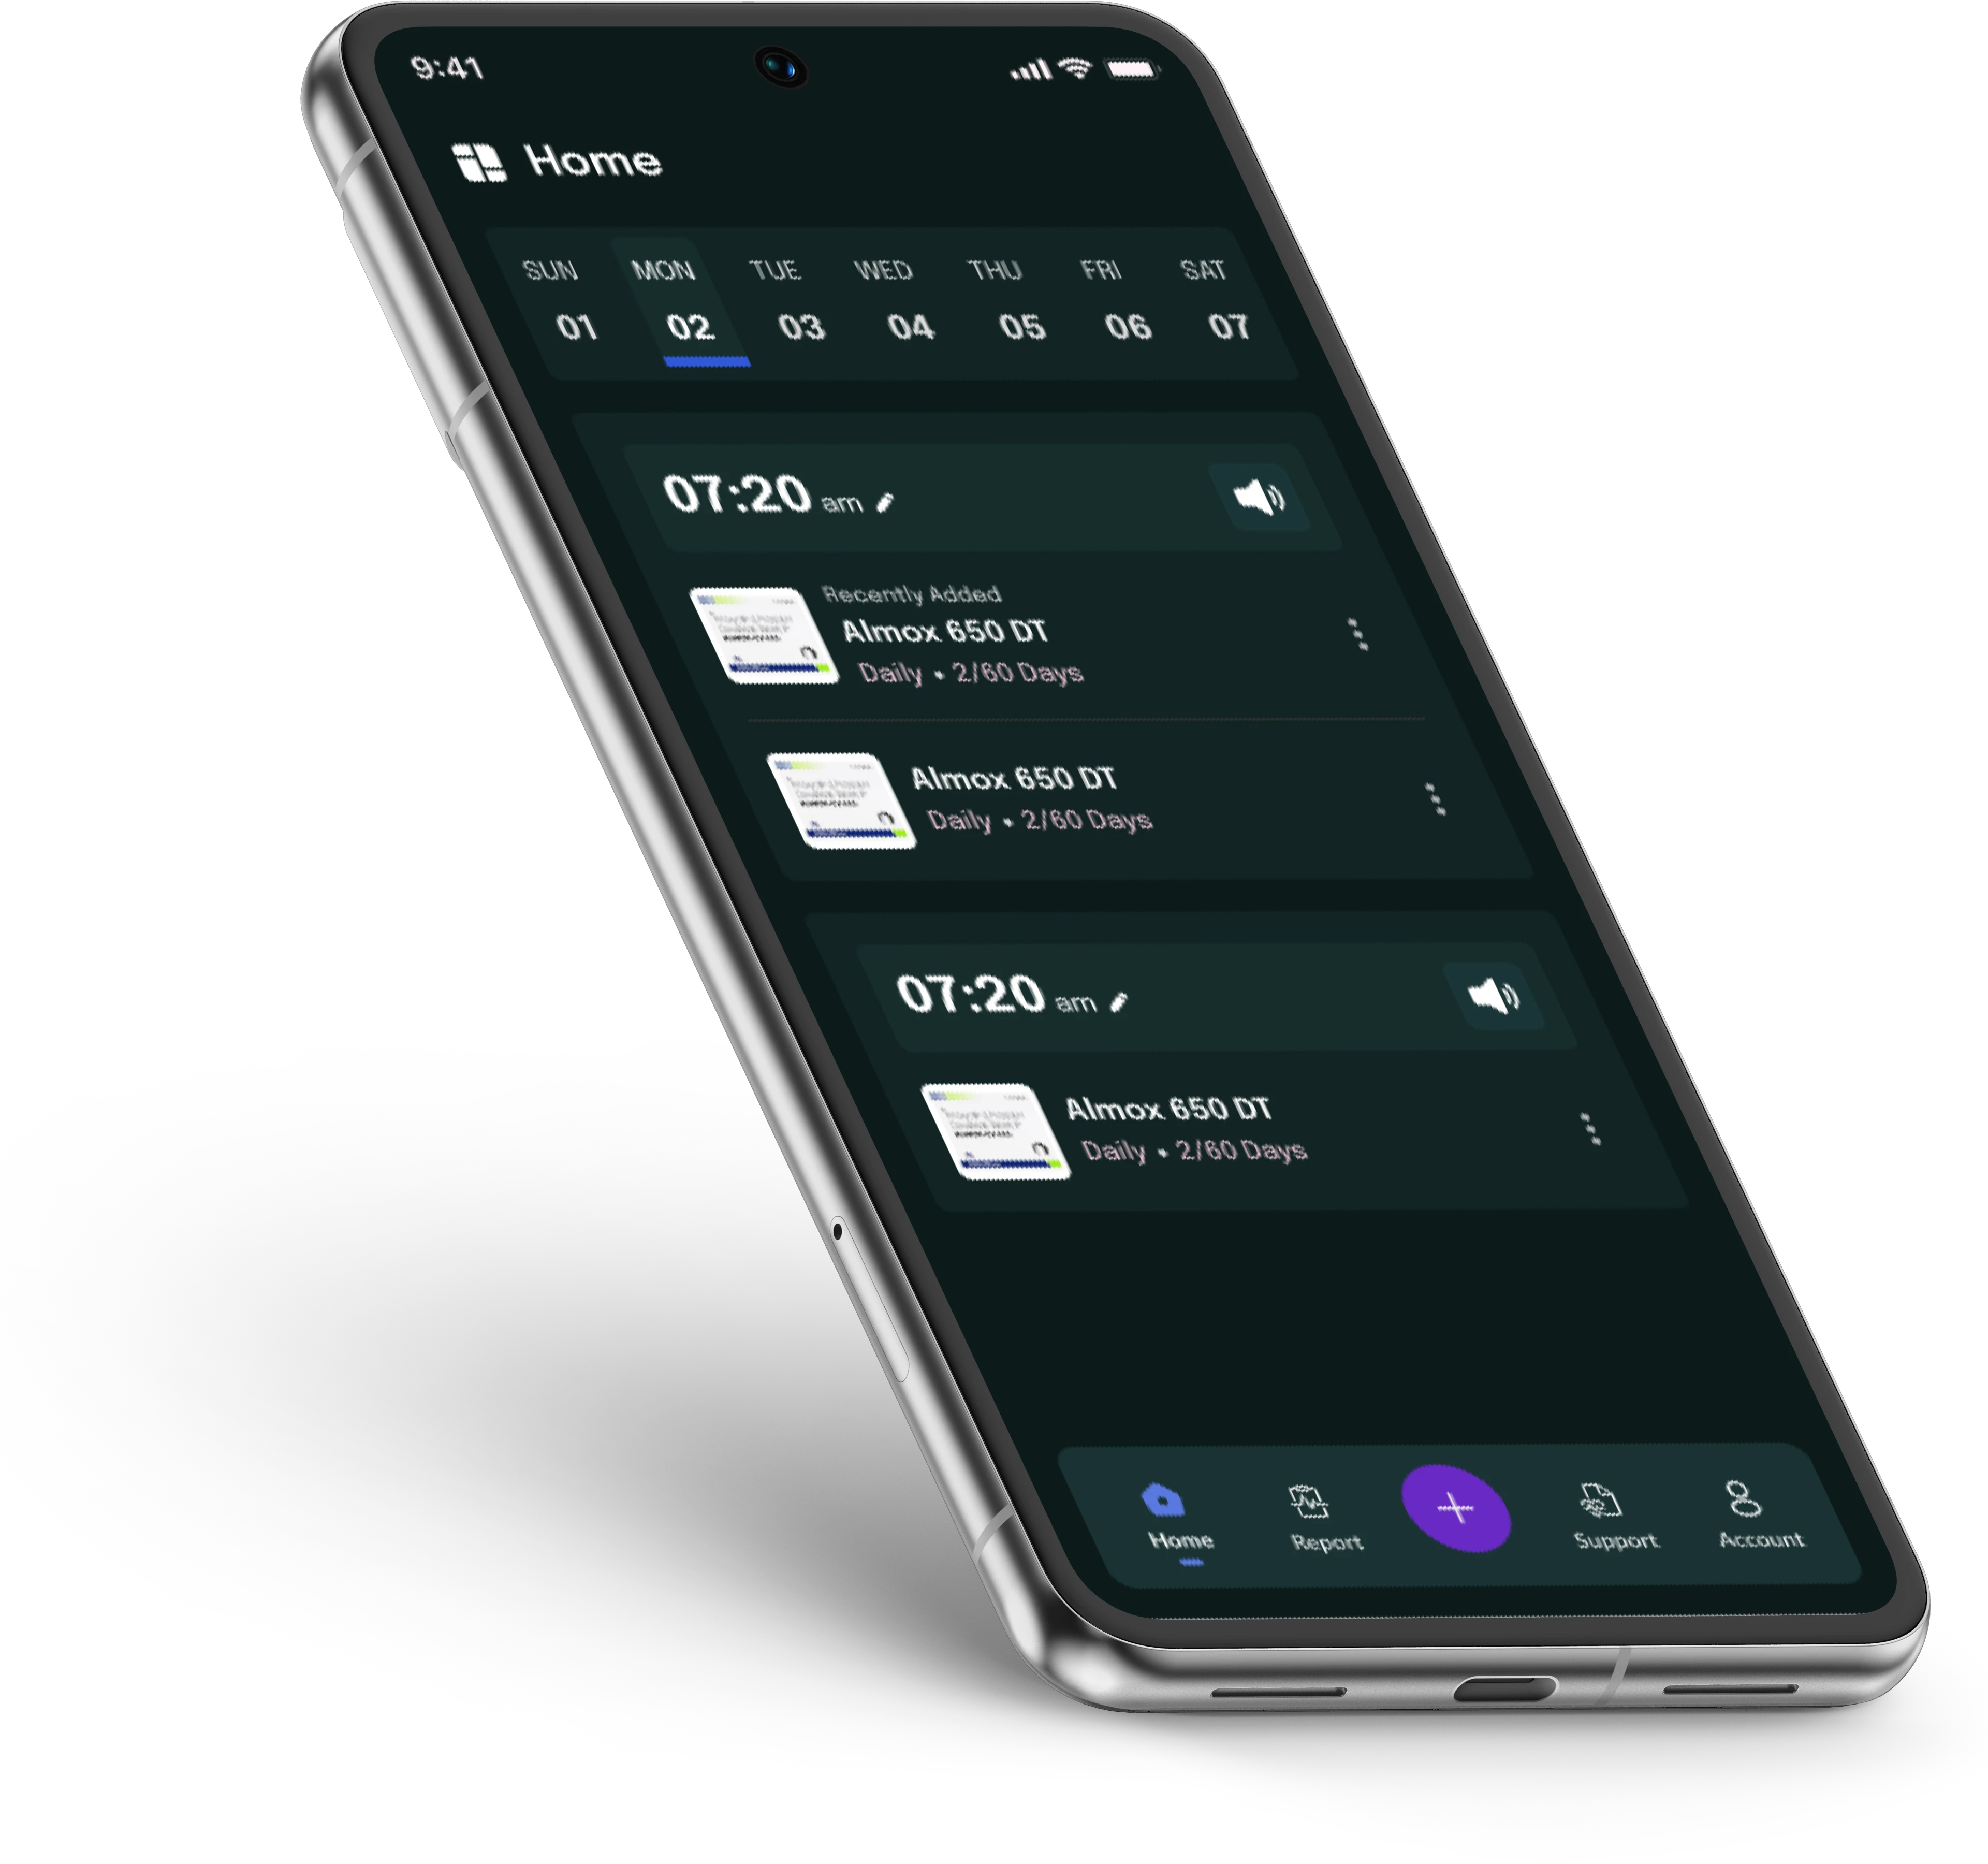 9:41
Home
SUN MON TUE WED THU FRI SAT
01 02 03 04 05 06 07
07:20 am
Recently Added
Almox 650 DT
Daily • 2/60 Days
Almox 650 DT
Daily • 2/60 Days
07:20 am
Almox 650 DT
Daily • 2/60 Days
Home Report Support Account